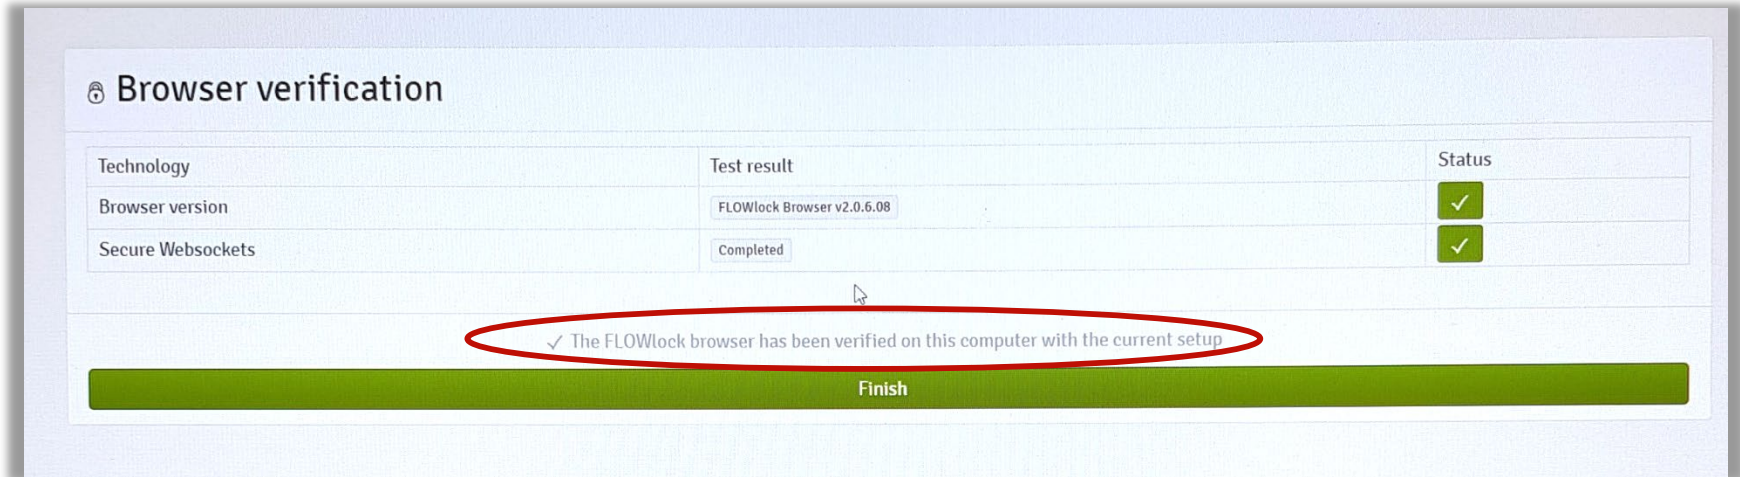 Browser verification
Technology Test result Status
Browser version FLOWlock Browser v2.0.6.08
Secure Websockets Completed
The FLOWlock browser has been verified on this computer with the current setup
Finish